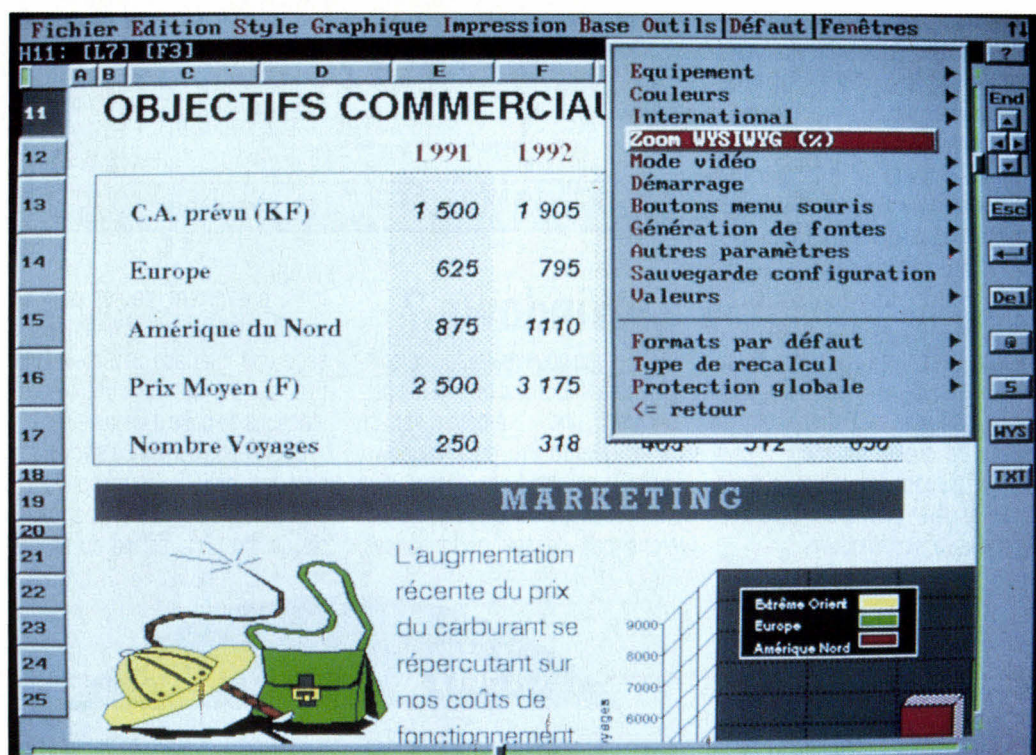 Fichier Edition Style Graphique Impression Base Outils Défaut Fenêtres
H11: [L7] [F3]
?
A B C D E F
11 OBJECTIFS COMMERCIAU
12 1991 1992
13 C.A. prévu (KF) 1 500 1 905
14 Europe 625 795
15 Amérique du Nord 875 1110
16 Prix Moyen (F) 2 500 3 175
17 Nombre Voyages 250 318
18
19 MARKETING
20
21 L'augmentation
22 récente du prix
23 du carburant se
24 répercutant sur
25 nos coûts de
fonctionnement.
Equipement
Couleurs
International
Zoom WYSIWYG (%)
Mode vidéo
Démarrage
Boutons menu souris
Génération de fontes
Autres paramètres
Sauvegarde configuration
Valeurs
Formats par défaut
Type de recalcul
Protection globale
<= retour
End
Esc
Del
@
5
WYS
TXT
Extrême Orient
Europe
Amérique Nord
9000
8000
7000
6000